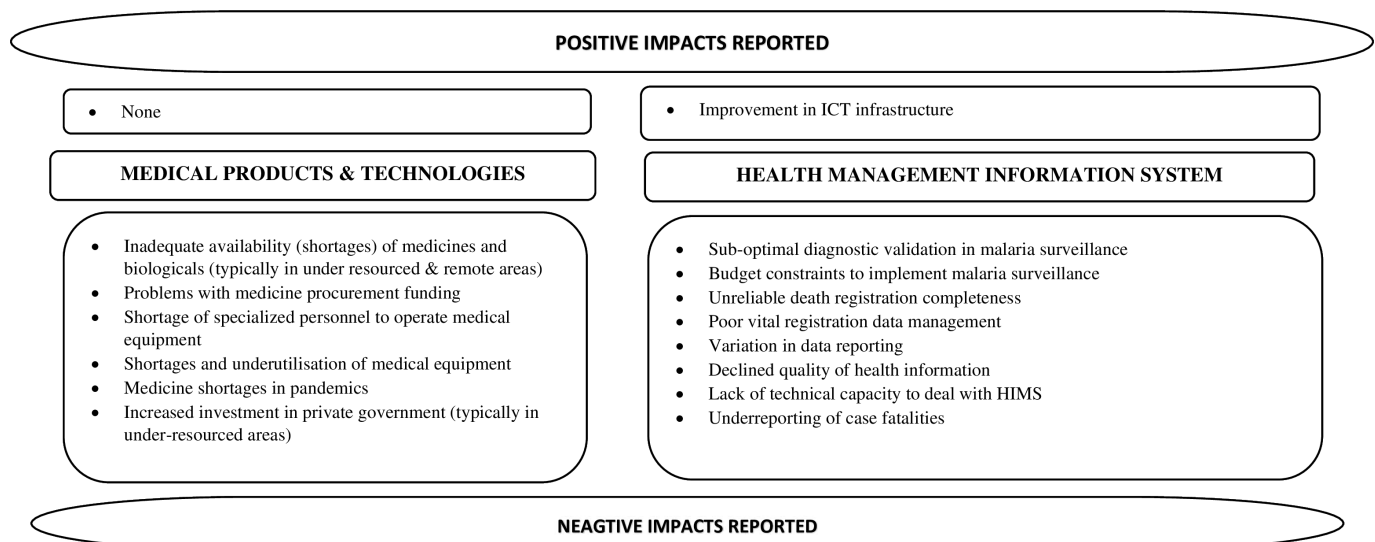 POSITIVE IMPACTS REPORTED
• None
• Improvement in ICT infrastructure
MEDICAL PRODUCTS & TECHNOLOGIES
HEALTH MANAGEMENT INFORMATION SYSTEM
• Inadequate availability (shortages) of medicines and
biologicals (typically in under resourced & remote areas)
• Problems with medicine procurement funding
• Shortage of specialized personnel to operate medical
equipment
• Shortages and underutilisation of medical equipment
• Medicine shortages in pandemics
• Increased investment in private government (typically in
under-resourced areas)
• Sub-optimal diagnostic validation in malaria surveillance
• Budget constraints to implement malaria surveillance
• Unreliable death registration completeness
• Poor vital registration data management
• Variation in data reporting
• Declined quality of health information
• Lack of technical capacity to deal with HIMS
• Underreporting of case fatalities
NEAGTIVE IMPACTS REPORTED